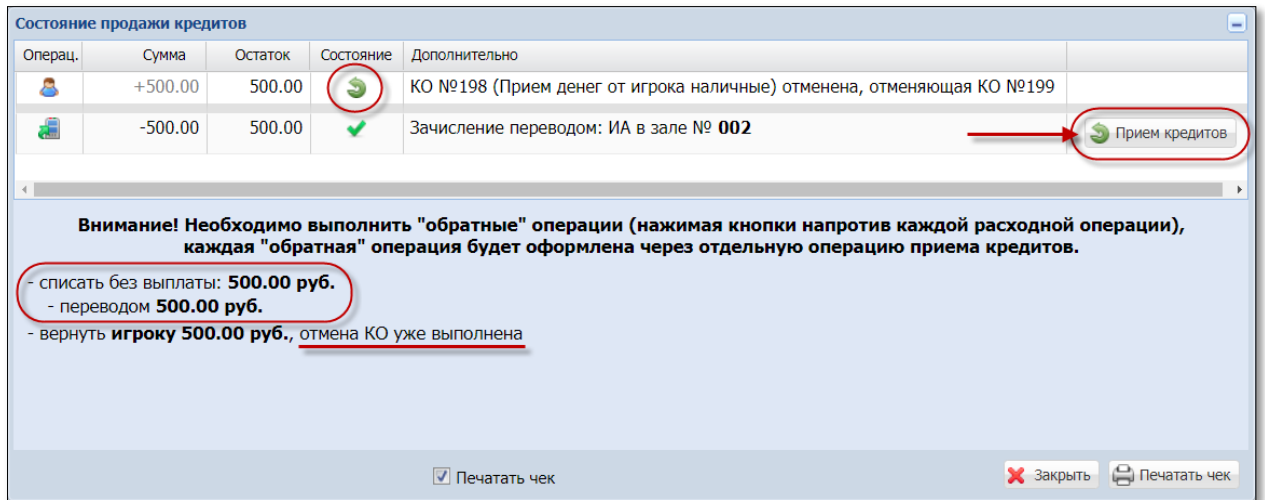 Состояние продажи кредитов
Операц. Сумма Остаток Состояние Дополнительно
+500.00 500.00 КО №198 (Прием денег от игрока наличные) отменена, отменяющая КО №199
-500.00 500.00 Зачисление переводом: ИА в зале № 002 Прием кредитов
Внимание! Необходимо выполнить "обратные" операции (нажимая кнопки напротив каждой расходной операции),
каждая "обратная" операция будет оформлена через отдельную операцию приема кредитов.
- списать без выплаты: 500.00 руб.
- переводом 500.00 руб.
- вернуть игроку 500.00 руб., отмена КО уже выполнена
Печатать чек Закрыть Печатать чек